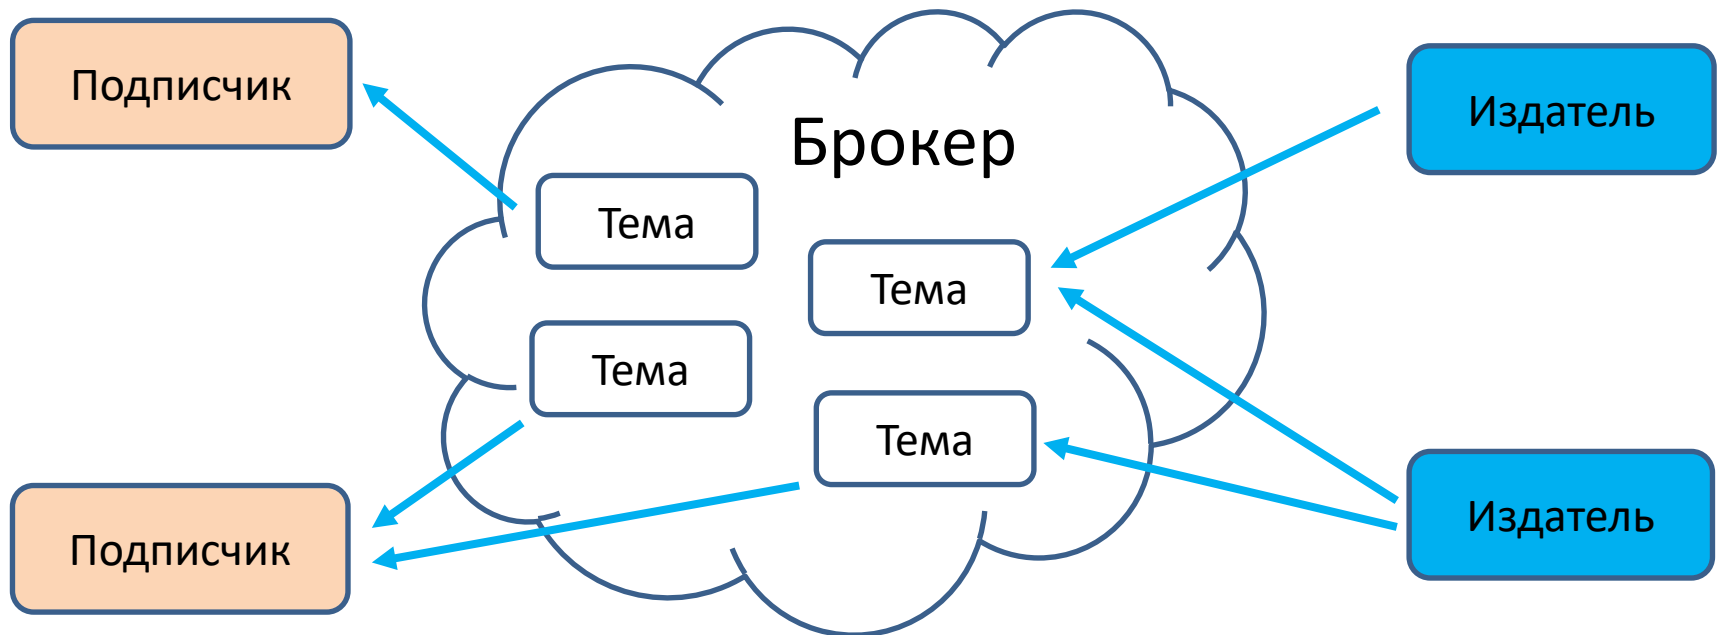 Подписчик
Брокер
Издатель
Тема
Тема
Тема
Тема
Подписчик
Издатель